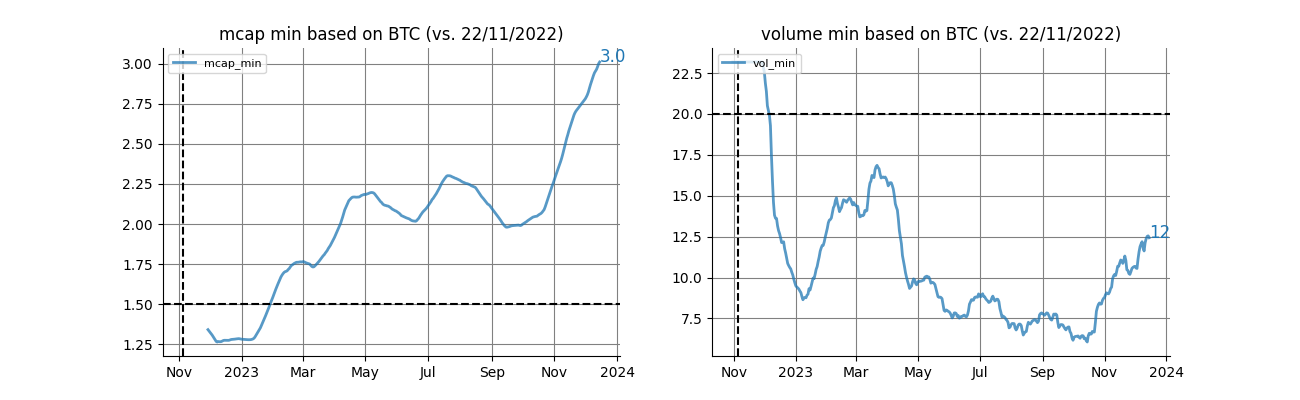 mcap min based on BTC (vs. 22/11/2022)
mcap_min
3.0
3.00
2.75
2.50
2.25
2.00
1.75
1.50
1.25
Nov 2023 Mar May Jul Sep Nov 2024
volume min based on BTC (vs. 22/11/2022)
vol_min
12
22.5
20.0
17.5
15.0
12.5
10.0
7.5
Nov 2023 Mar May Jul Sep Nov 2024